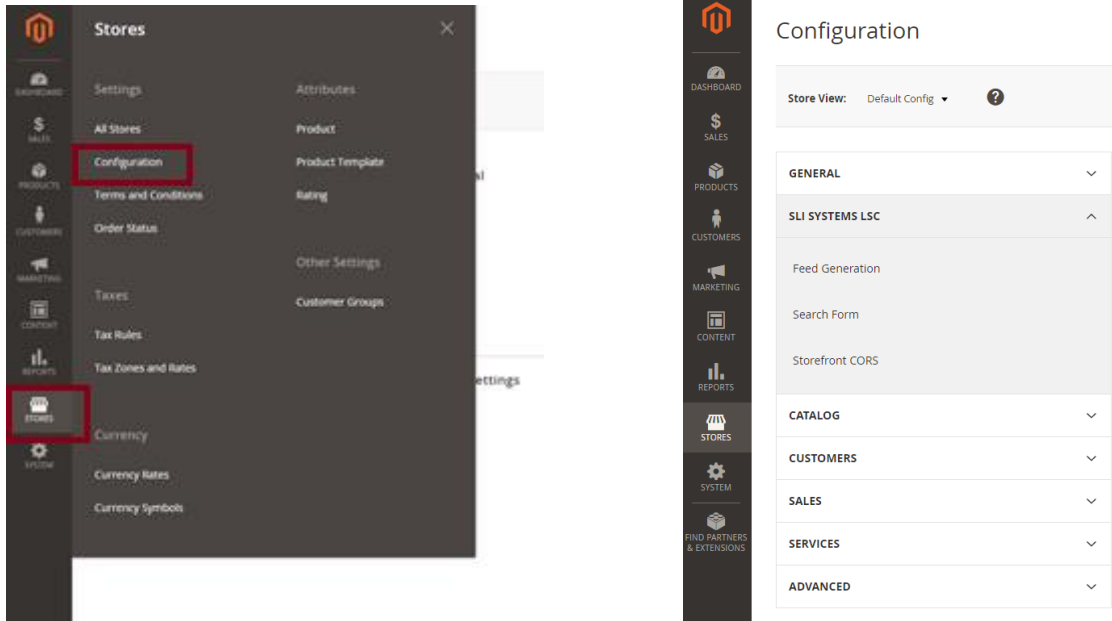 Stores
DASHBOARD
SALES
PRODUCTS
CUSTOMERS
MARKETING
CONTENT
REPORTS
STORES
SYSTEM
Settings
All Stores
Configuration
Terms and Conditions
Order Status
Taxes
Tax Rules
Tax Zones and Rates
Currency
Currency Rates
Currency Symbols
Attributes
Product
Product Template
Rating
Other Settings
Customer Groups
ettings
DASHBOARD
SALES
PRODUCTS
CUSTOMERS
MARKETING
CONTENT
REPORTS
STORES
SYSTEM
FIND PARTNERS
& EXTENSIONS
Configuration
Store View: Default Config
GENERAL
SLI SYSTEMS LSC
Feed Generation
Search Form
Storefront CORS
CATALOG
CUSTOMERS
SALES
SERVICES
ADVANCED